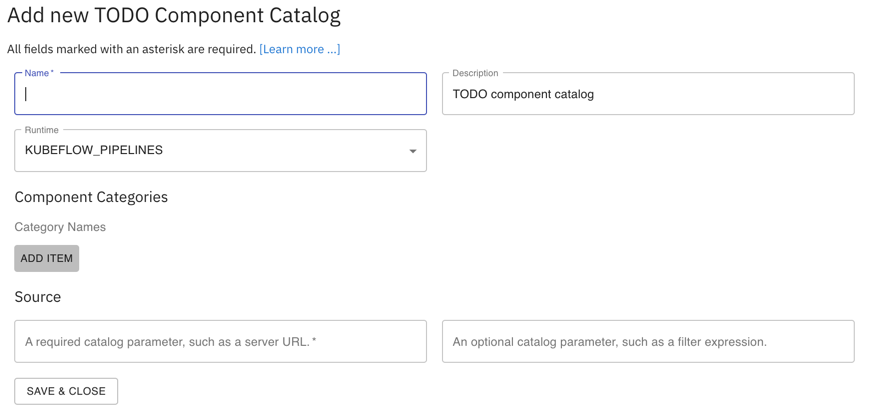 Add new TODO Component Catalog
All fields marked with an asterisk are required. [Learn more ...]
Name *
Description
TODO component catalog
Runtime
KUBEFLOW_PIPELINES
Component Categories
Category Names
ADD ITEM
Source
A required catalog parameter, such as a server URL. *
An optional catalog parameter, such as a filter expression.
SAVE & CLOSE